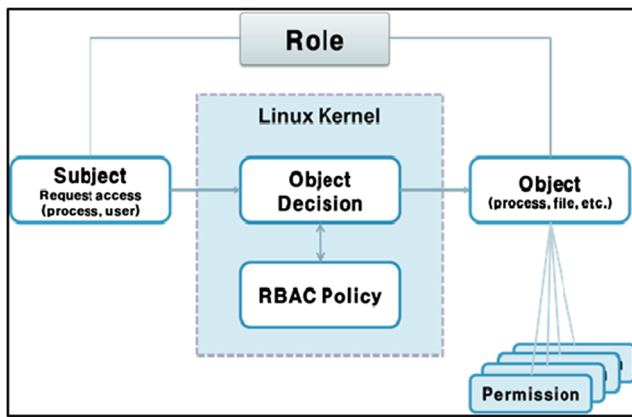 Role
Linux Kernel
Subject
Request access
(process, user)
Object
Decision
Object
(process, file, etc.)
RBAC Policy
Permission